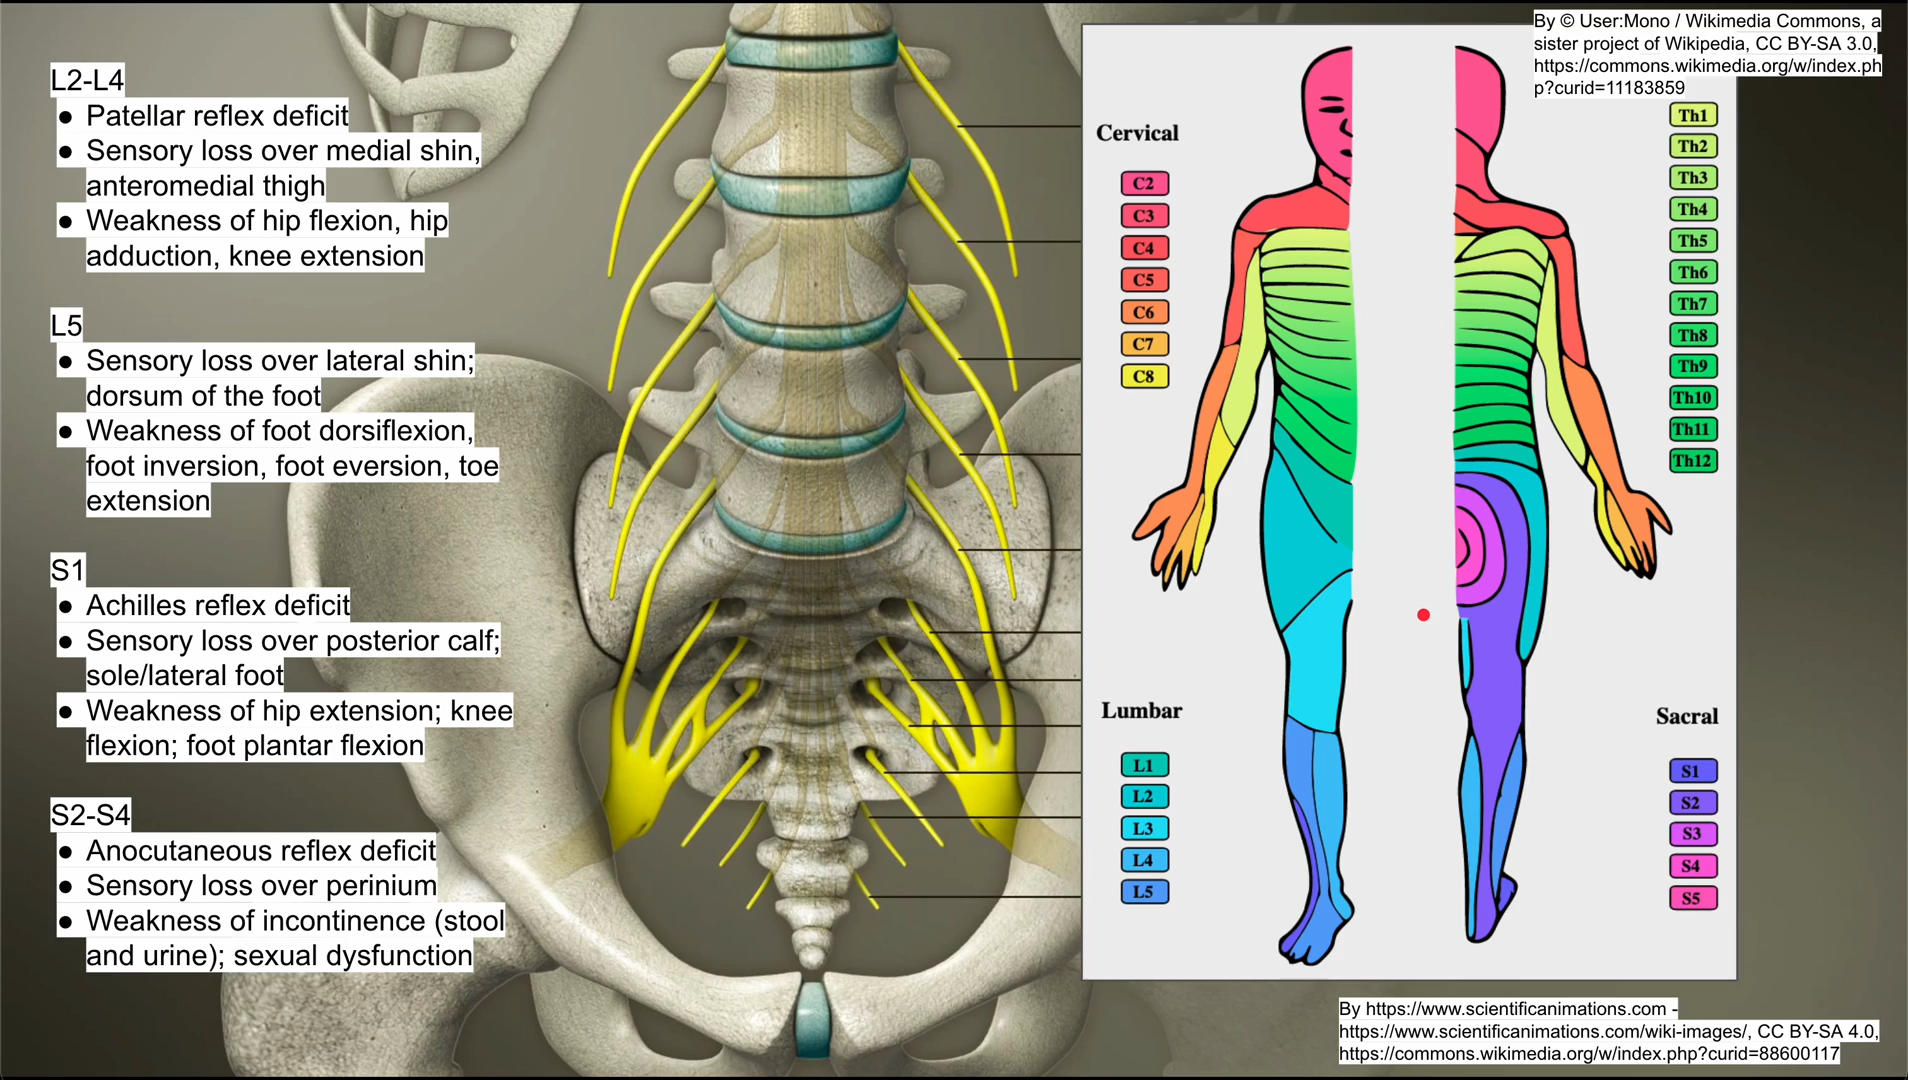 L2-L4
● Patellar reflex deficit
● Sensory loss over medial shin,
anteromedial thigh
● Weakness of hip flexion, hip
adduction, knee extension
L5
● Sensory loss over lateral shin;
dorsum of the foot
● Weakness of foot dorsiflexion,
foot inversion, foot eversion, toe
extension
S1
● Achilles reflex deficit
● Sensory loss over posterior calf;
sole/lateral foot
● Weakness of hip extension; knee
flexion; foot plantar flexion
S2-S4
● Anocutaneous reflex deficit
● Sensory loss over perinium
● Weakness of incontinence (stool
and urine); sexual dysfunction
Cervical
C2
C3
C4
C5
C6
C7
C8
Lumbar
L1
L2
L3
L4
L5
By © User:Mono / Wikimedia Commons, a
sister project of Wikipedia, CC BY-SA 3.0,
https://commons.wikimedia.org/w/index.ph
p?curid=11183859
Th1
Th2
Th3
Th4
Th5
Th6
Th7
Th8
Th9
Th10
Th11
Th12
Sacral
S1
S2
S3
S4
S5
By https://www.scientificanimations.com -
https://www.scientificanimations.com/wiki-images/, CC BY-SA 4.0,
https://commons.wikimedia.org/w/index.php?curid=88600117